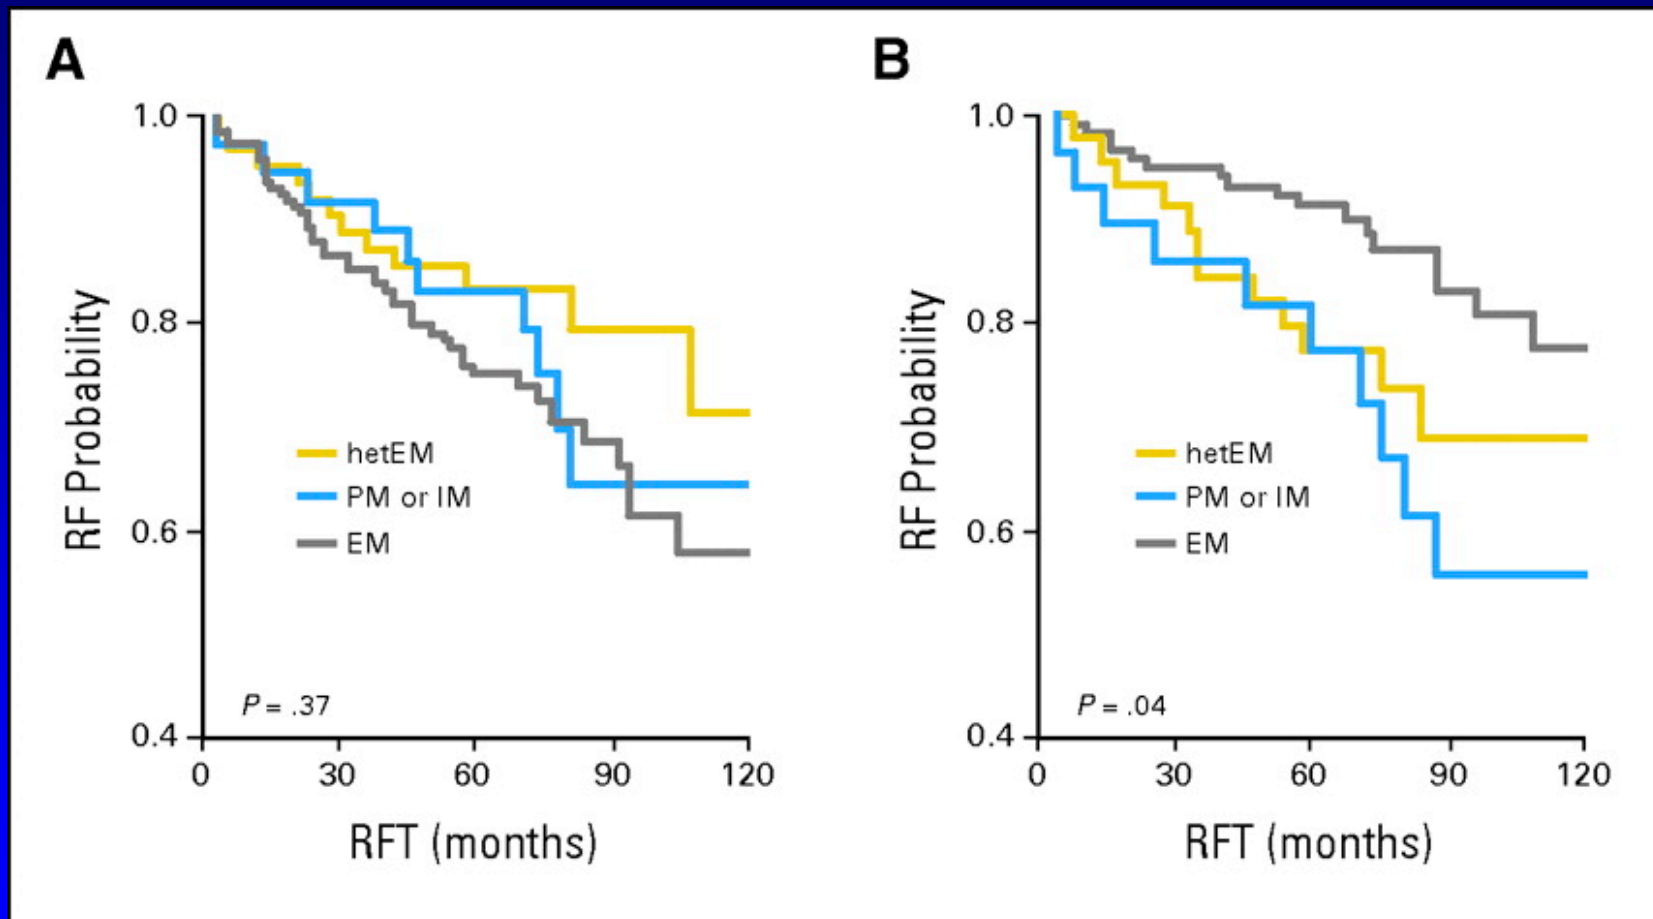 A
1.0
0.8
0.6
0.4
RF Probability
hetEM
PM or IM
EM
P = .37
0 30 60 90 120
RFT (months)
B
1.0
0.8
0.6
0.4
RF Probability
hetEM
PM or IM
EM
P = .04
0 30 60 90 120
RFT (months)